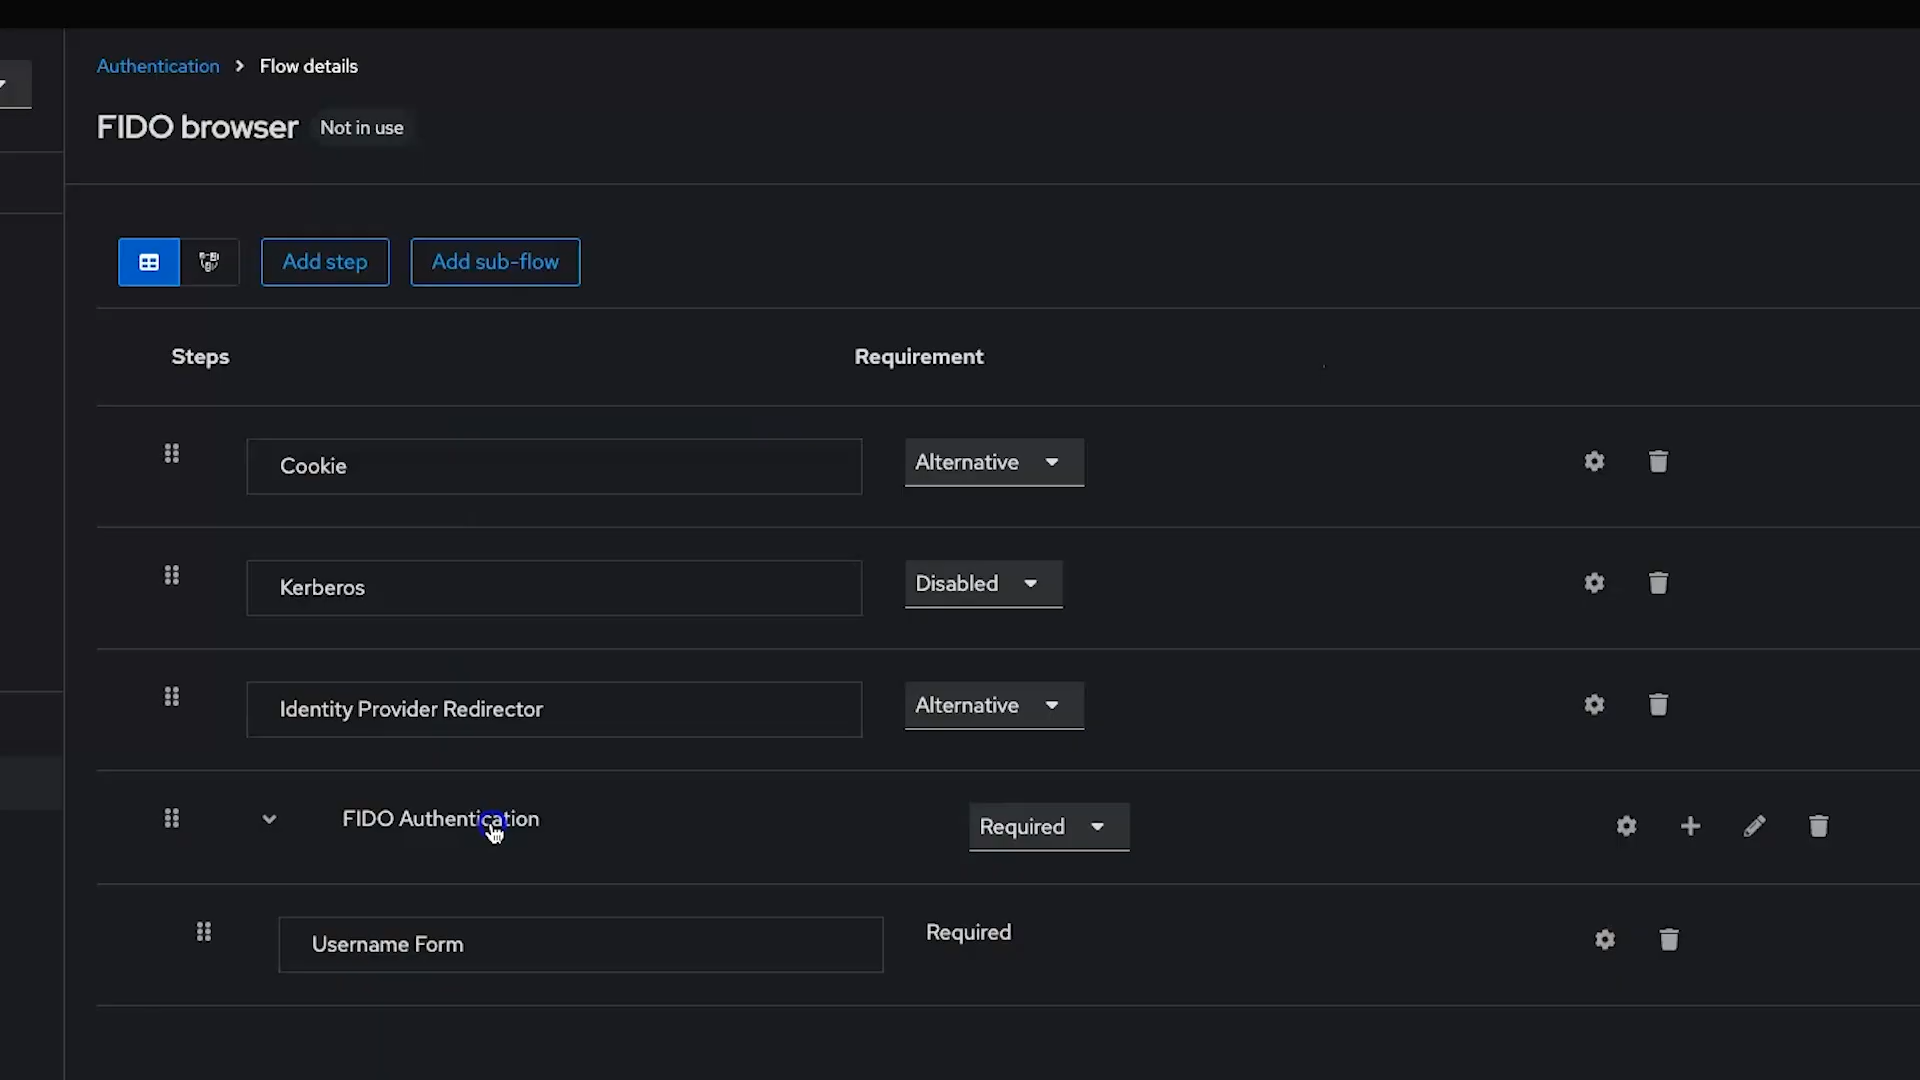 Authentication > Flow details
FIDO browser Not in use
Add step Add sub-flow
Steps Requirement
Cookie Alternative
Kerberos Disabled
Identity Provider Redirector Alternative
FIDO Authentication Required
Username Form Required